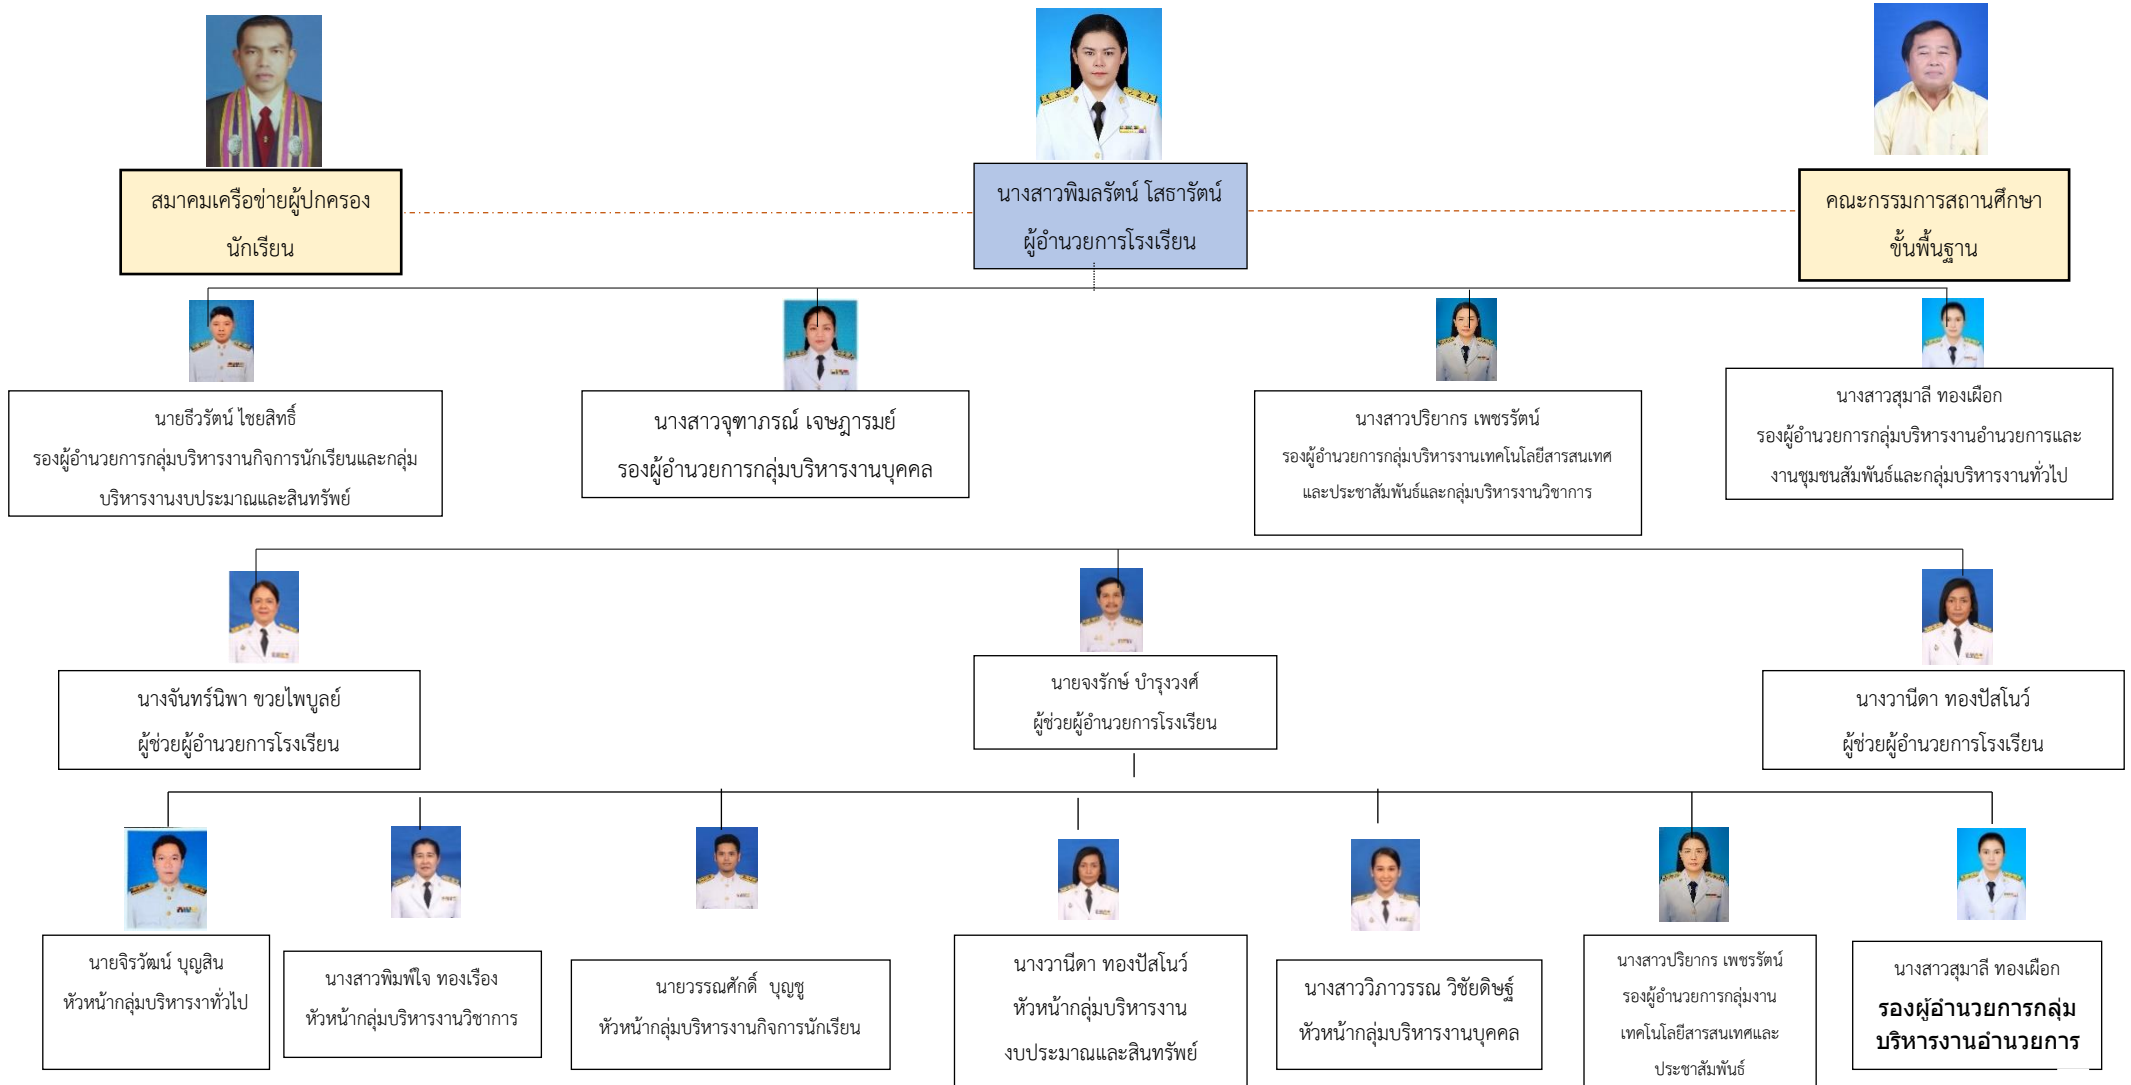 สมาคมเครือข่ายผู้ปกครอง
นักเรียน
นางสาวพิมลรัตน์ โสธารัตน์
ผู้อำนวยการโรงเรียน
คณะกรรมการสถานศึกษา
ขั้นพื้นฐาน
นายธีวรัตน์ ไชยสิทธิ์
รองผู้อำนวยการกลุ่มบริหารงานกิจการนักเรียนและกลุ่ม
บริหารงานงบประมาณและสินทรัพย์
นางสาวจุฑาภรณ์ เจษฎารมย์
รองผู้อำนวยการกลุ่มบริหารงานบุคคล
นางสาวปริยากร เพชรรัตน์
รองผู้อำนวยการกลุ่มบริหารงานเทคโนโลยีสารสนเทศ
และประชาสัมพันธ์และกลุ่มบริหารงานวิชาการ
นางสาวสุมาลี ทองเผือก
รองผู้อำนวยการกลุ่มบริหารงานอำนวยการและ
งานชุมชนสัมพันธ์และกลุ่มบริหารงานทั่วไป
นางจันทร์นิพา ขวยไพบูลย์
ผู้ช่วยผู้อำนวยการโรงเรียน
นายจงรักษ์ บำรุงวงศ์
ผู้ช่วยผู้อำนวยการโรงเรียน
นางวานีดา ทองปัสโนว์
ผู้ช่วยผู้อำนวยการโรงเรียน
นายจิรวัฒน์ บุญสิน
หัวหน้ากลุ่มบริหารงาทั่วไป
นางสาวพิมพ์ใจ ทองเรือง
หัวหน้ากลุ่มบริหารงานวิชาการ
นายวรรณศักดิ์  บุญชู
หัวหน้ากลุ่มบริหารงานกิจการนักเรียน
นางวานีดา ทองปัสโนว์
หัวหน้ากลุ่มบริหารงาน
งบประมาณและสินทรัพย์
นางสาววิภาวรรณ วิชัยดิษฐ์
หัวหน้ากลุ่มบริหารงานบุคคล
นางสาวปริยากร เพชรรัตน์
รองผู้อำนวยการกลุ่มงาน
เทคโนโลยีสารสนเทศและ
ประชาสัมพันธ์
นางสาวสุมาลี ทองเผือก
รองผู้อำนวยการกลุ่ม
บริหารงานอำนวยการ